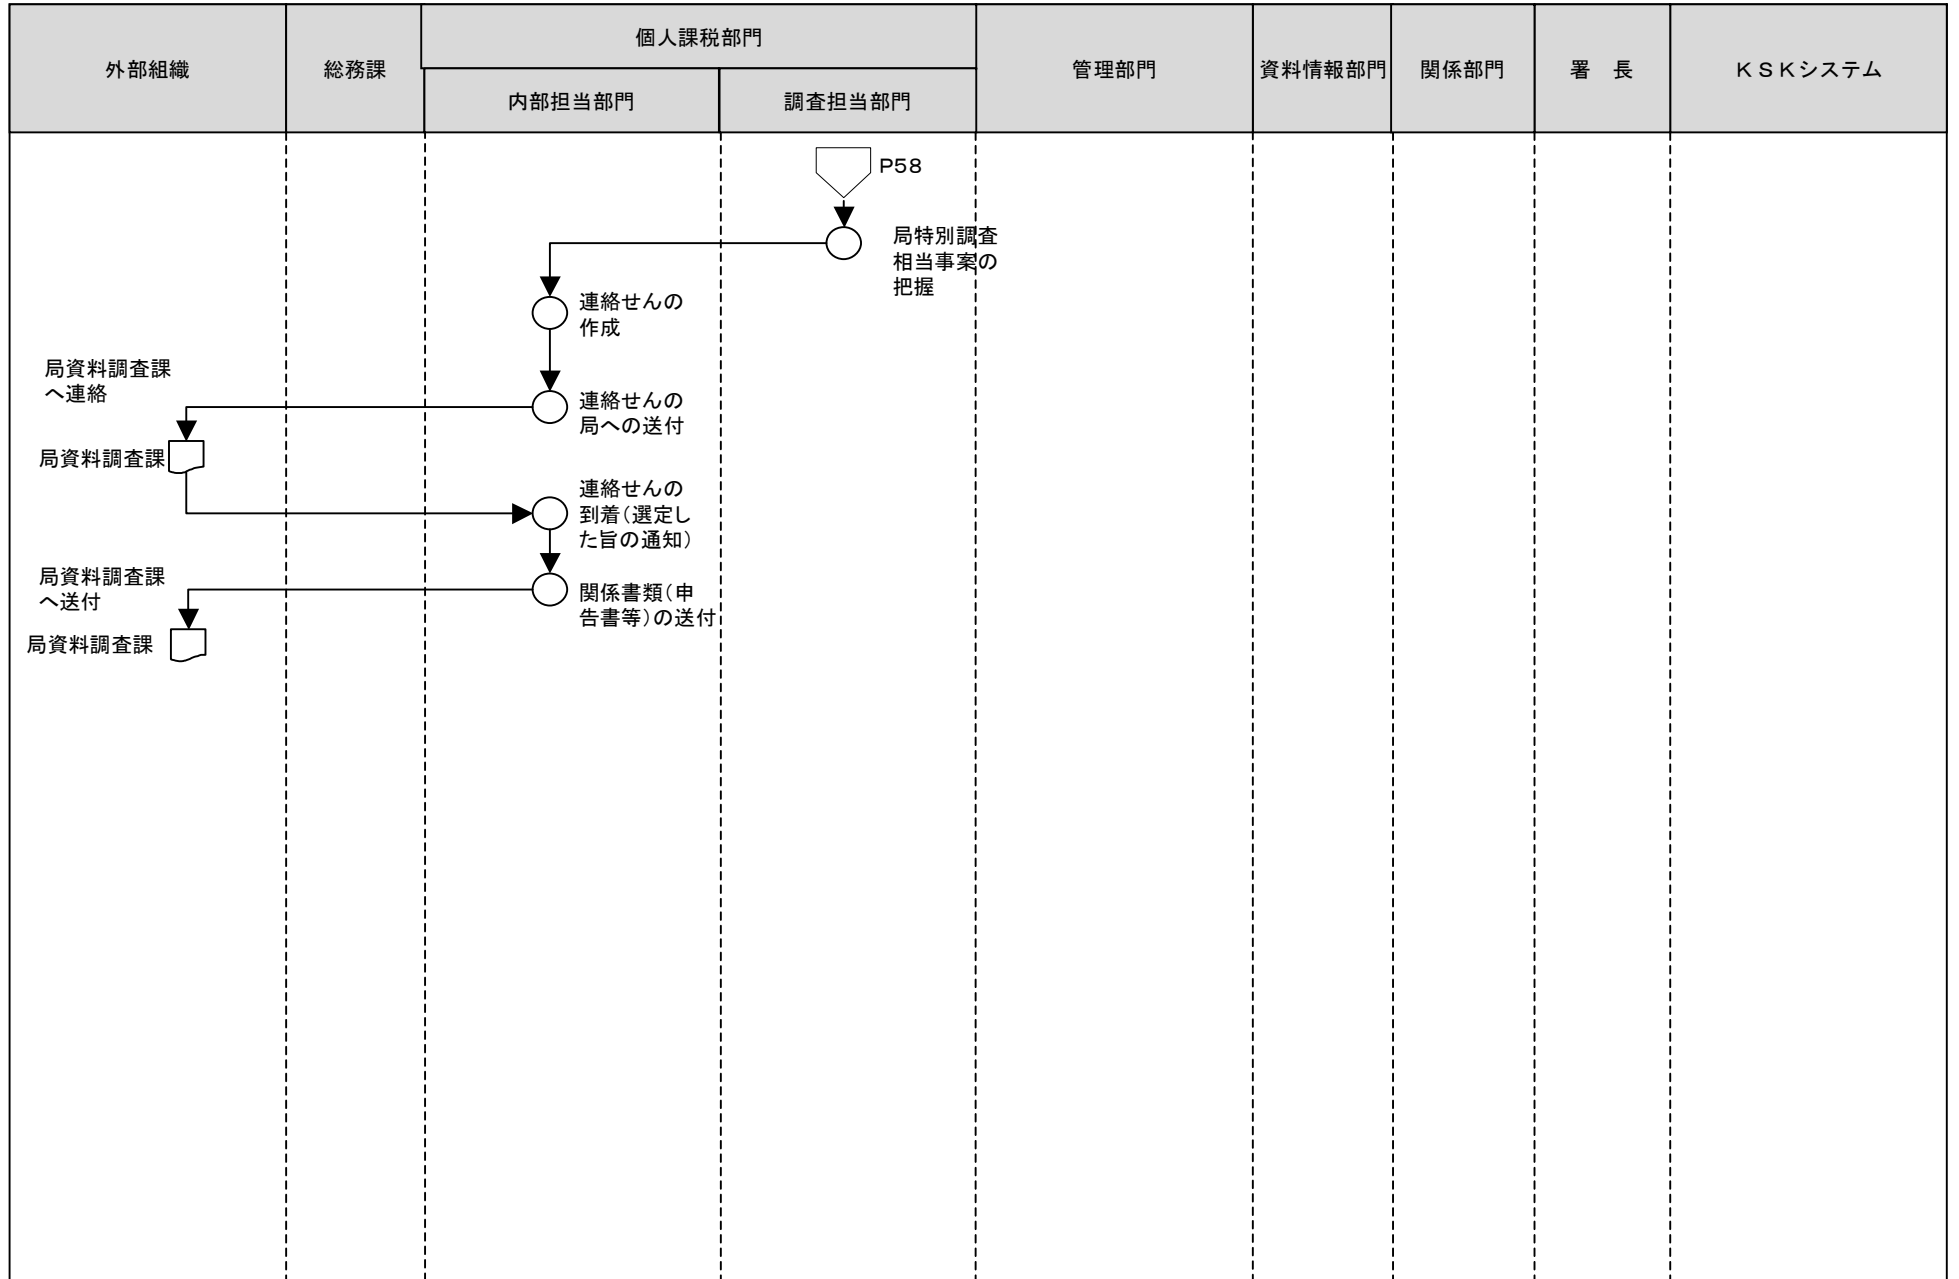 外部組織
総務課
個人課税部門
内部担当部門
調査担当部門
管理部門
資料情報部門
関係部門
署　長
ＫＳＫシステム
P58
局特別調査
相当事案の
把握
連絡せんの
作成
局資料調査課
へ連絡
連絡せんの
局への送付
局資料調査課
連絡せんの
到着（選定し
た旨の通知）
局資料調査課
へ送付
関係書類（申
告書等）の送付
局資料調査課